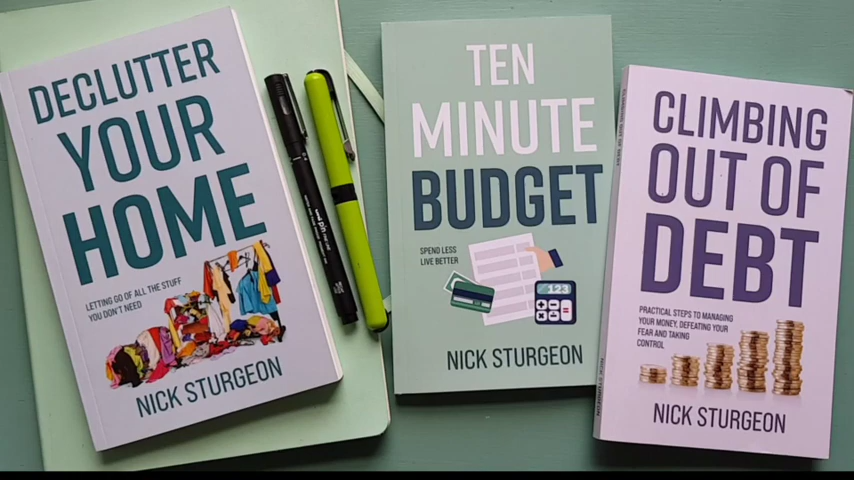 DECLUTTER
YOUR
HOME
LETTING GO OF ALL THE STUFF
YOU DON'T NEED
NICK STURGEON
uni pin
TEN
MINUTE
BUDGET
SPEND LESS
LIVE BETTER
123
NICK STURGEON
CLIMBING
OUT OF
DEBT
PRACTICAL STEPS TO MANAGING
YOUR MONEY, DEFEATING YOUR
FEAR AND TAKING
CONTROL
NICK STURGEON